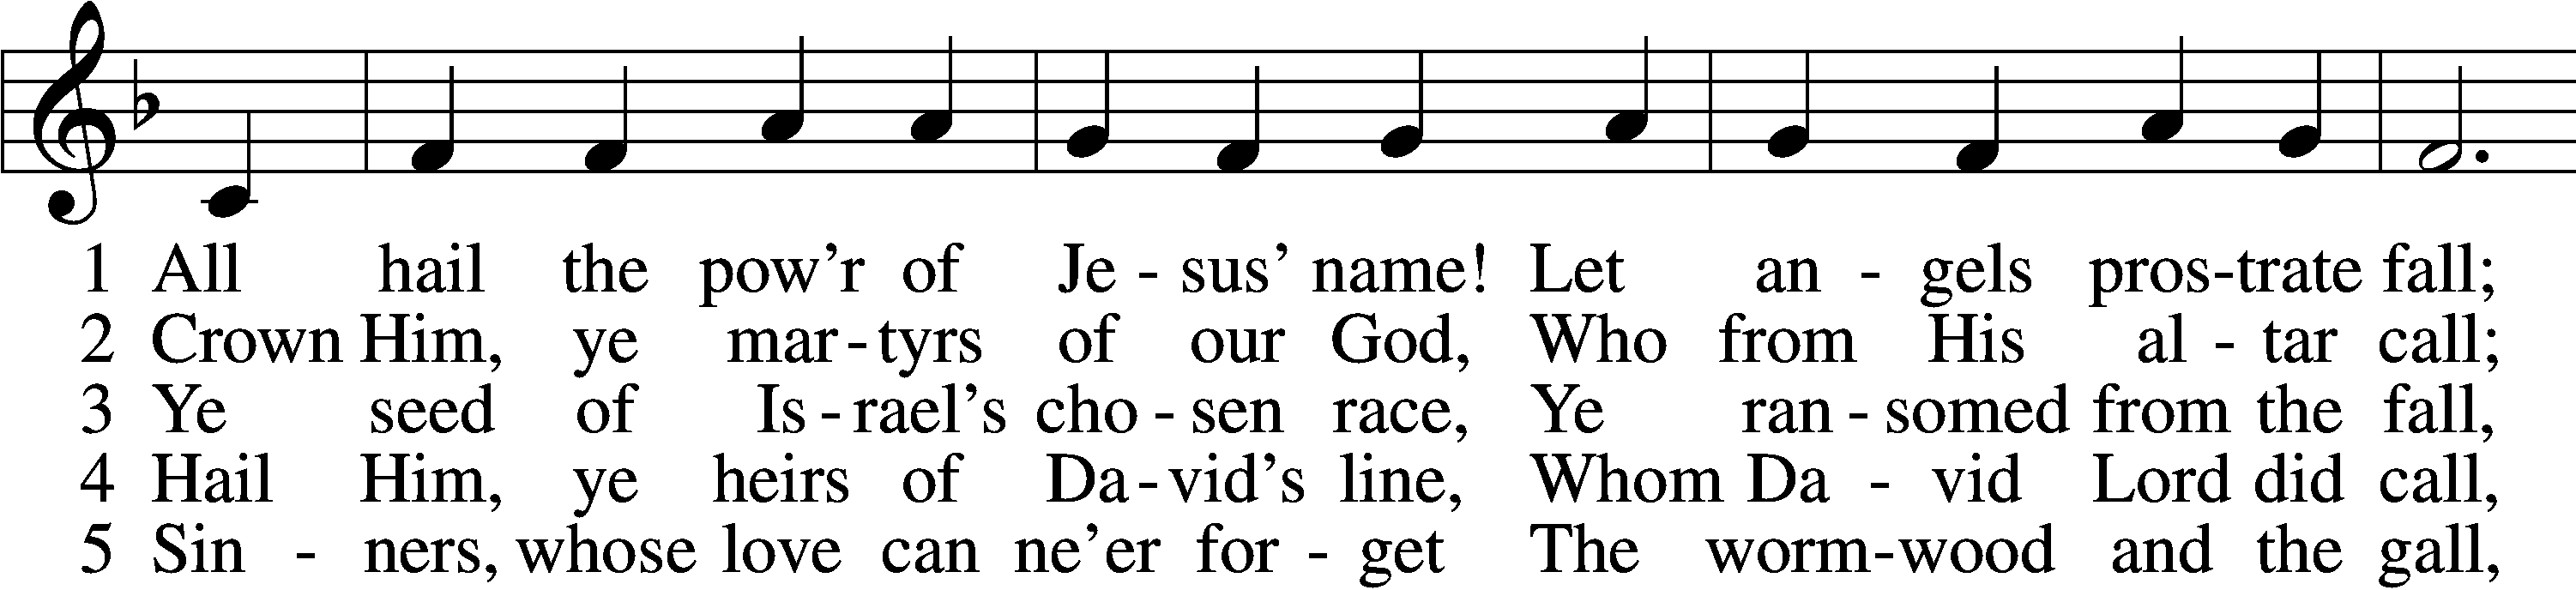 1 All hail the pow'r of Je - sus' name! Let an - gels pros-trate fall;
2 Crown Him, ye mar-tyrs of our God, Who from His al - tar call;
3 Ye seed of Is-rael's cho - sen race, Ye ran - somed from the fall,
4 Hail Him, ye heirs of Da-vid's line, Whom Da - vid Lord did call,
5 Sin - ners, whose love can ne'er for - get The worm-wood and the gall,